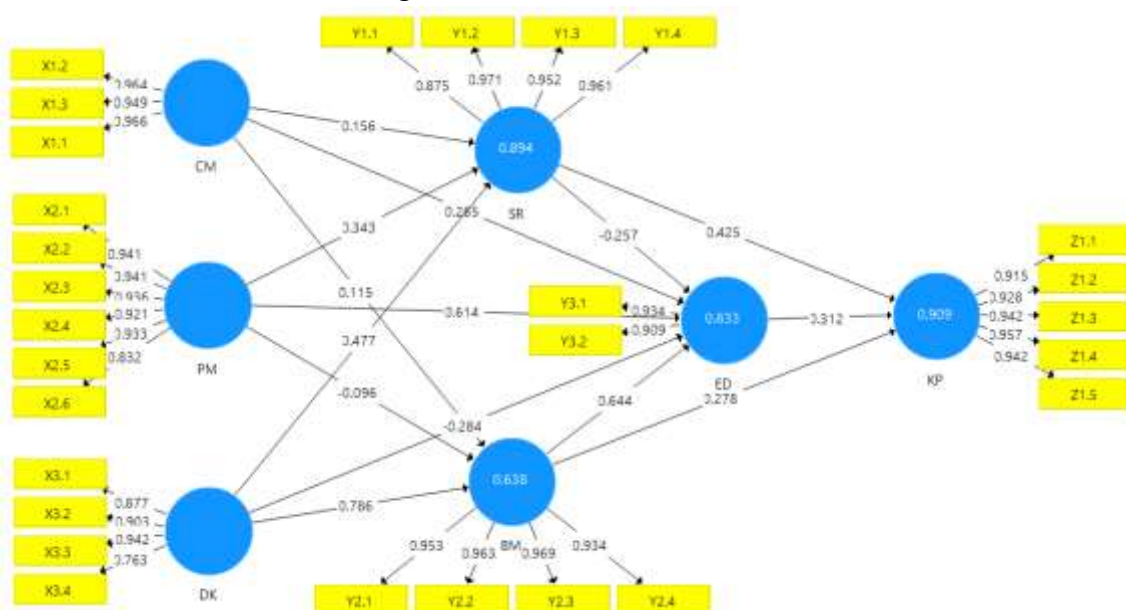 Y1.1 Y1.2 Y1.3 Y1.4
0.875 0.971 0.952 0.961
X1.2
X1.3
X1.1
0.964
0.949
0.966
CM
0.156
0.265
0.115
0.894
SR
X2.1
X2.2
X2.3
X2.4
X2.5
X2.6
0.941
0.941
0.936
0.921
0.933
0.832
PM
0.343
0.614
-0.096
-0.257
0.425
Y3.1
Y3.2
0.934
0.909
0.833
ED
0.312
0.909
KP
0.915
0.928
0.942
0.957
0.942
Z1.1
Z1.2
Z1.3
Z1.4
Z1.5
0.477
-0.284
0.786
0.644
0.278
X3.1
X3.2
X3.3
X3.4
0.877
0.903
0.942
0.763
DK
0.638
BM
0.953 0.963 0.969 0.934
Y2.1 Y2.2 Y2.3 Y2.4